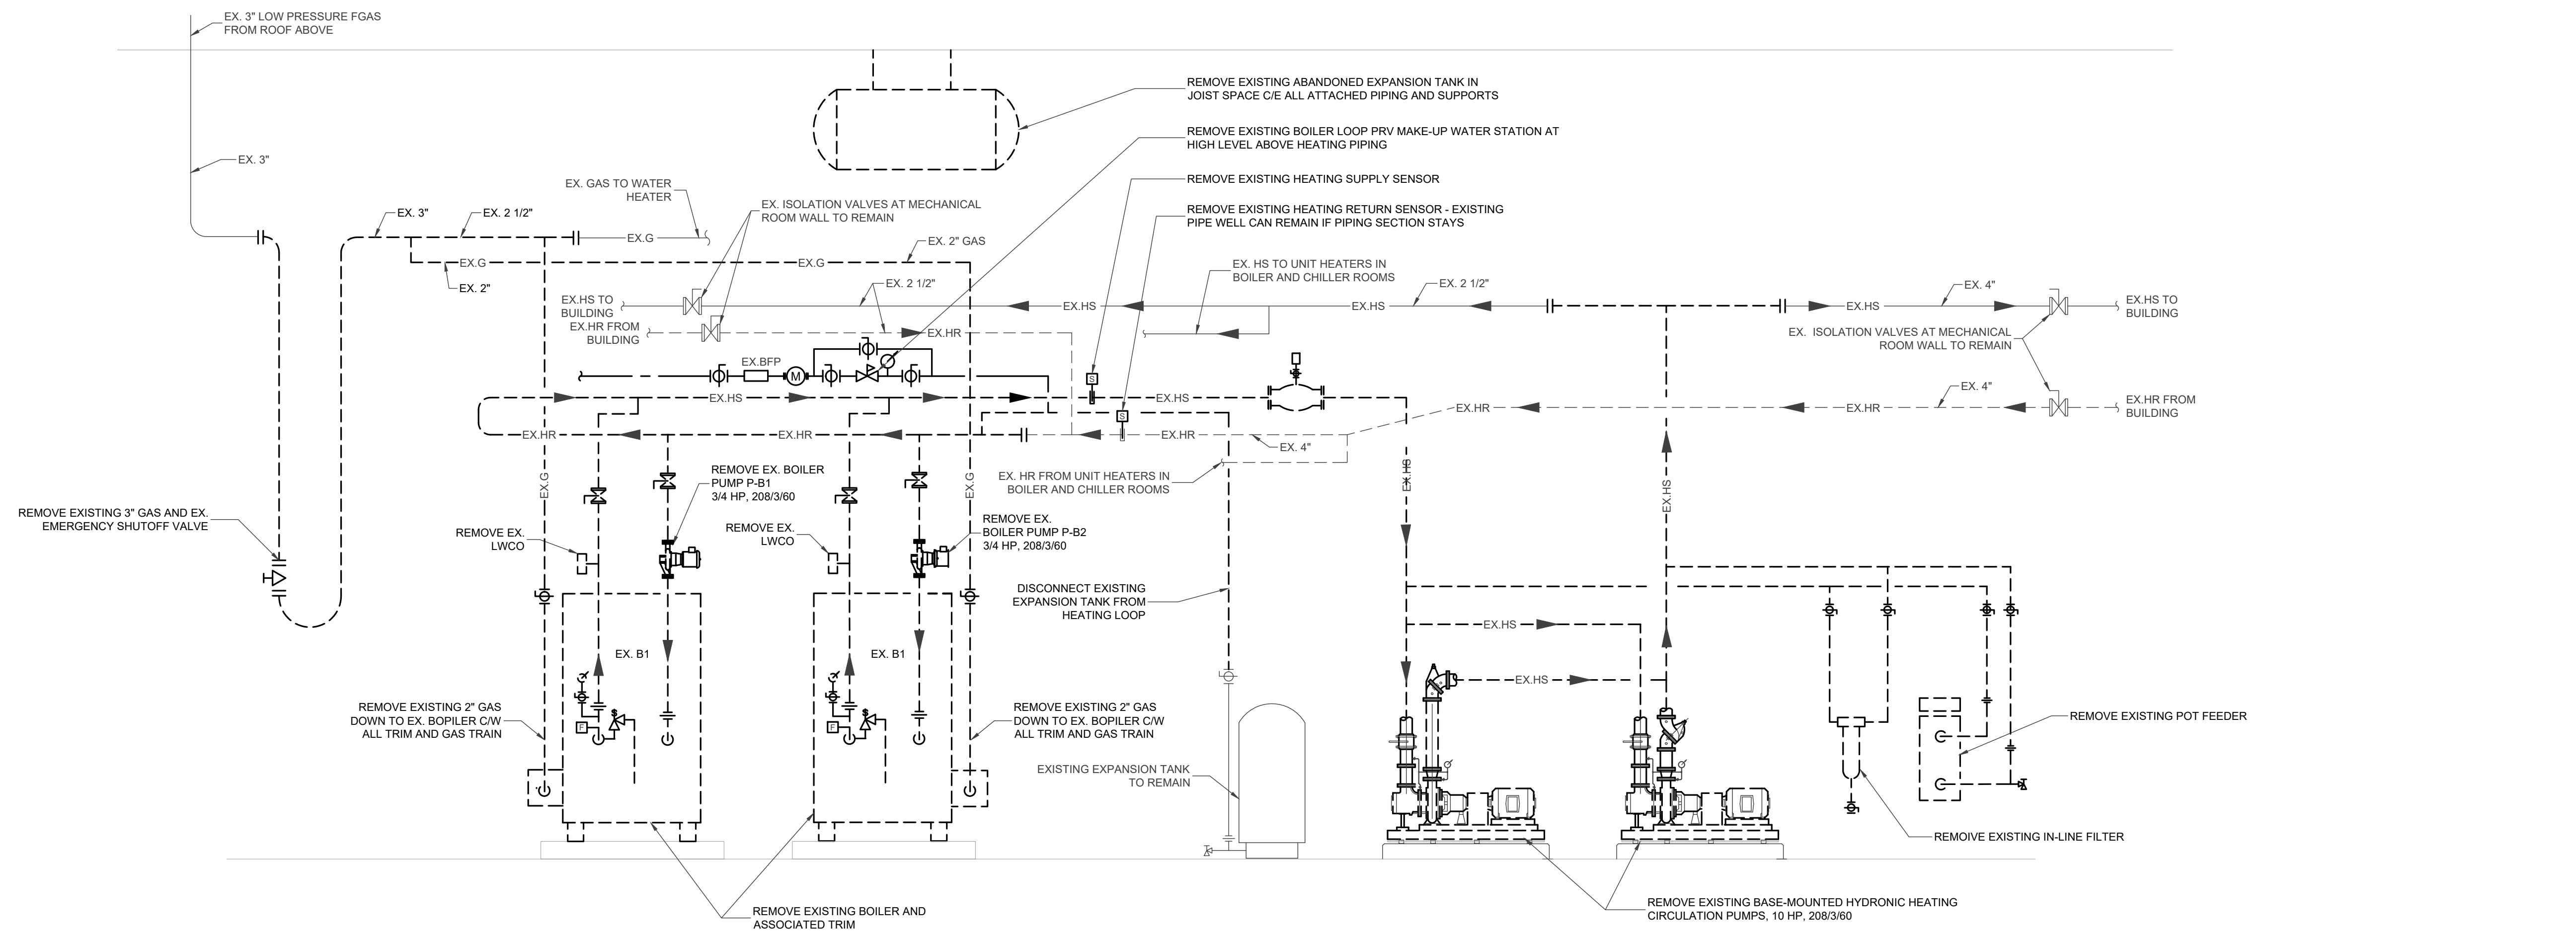 EX. 3" LOW PRESSURE FGAS
FROM ROOF ABOVE
EX. 3"
REMOVE EXISTING ABANDONED EXPANSION TANK IN
JOIST SPACE C/E ALL ATTACHED PIPING AND SUPPORTS
REMOVE EXISTING BOILER LOOP PRV MAKE-UP WATER STATION AT
HIGH LEVEL ABOVE HEATING PIPING
REMOVE EXISTING HEATING SUPPLY SENSOR
REMOVE EXISTING HEATING RETURN SENSOR - EXISTING
PIPE WELL CAN REMAIN IF PIPING SECTION STAYS
EX. GAS TO WATER
HEATER
EX. ISOLATION VALVES AT MECHANICAL
ROOM WALL TO REMAIN
EX. 3"
EX. 2 1/2"
EX.G
EX. 2" GAS
EX.G
EX.G
EX. 2"
EX. HS TO UNIT HEATERS IN
BOILER AND CHILLER ROOMS
EX. 2 1/2"
EX. 2 1/2"
EX. 4"
EX.HS TO
BUILDING
EX.HS
EX.HS
EX.HS
EX.HS TO
BUILDING
EX.HR FROM
BUILDING
EX.HR
EX. ISOLATION VALVES AT MECHANICAL
ROOM WALL TO REMAIN
EX.BFP
M
S
EX.HS
EX.HS
EX. 4"
S
EX.HR
EX.HR
EX.HR FROM
BUILDING
EX.HR
EX.HR
EX.HR
EX. 4"
EX.G
EX.G
EX.HS
EX.HS
REMOVE EX. BOILER
PUMP P-B1
3/4 HP, 208/3/60
EX. HR FROM UNIT HEATERS IN
BOILER AND CHILLER ROOMS
REMOVE EXISTING 3" GAS AND EX.
EMERGENCY SHUTOFF VALVE
REMOVE EX.
LWCO
REMOVE EX.
LWCO
REMOVE EX.
BOILER PUMP P-B2
3/4 HP, 208/3/60
DISCONNECT EXISTING
EXPANSION TANK FROM
HEATING LOOP
EX.HS
EX. B1
EX. B1
EX.HS
REMOVE EXISTING 2" GAS
DOWN TO EX. BOPILER C/W
ALL TRIM AND GAS TRAIN
F
F
REMOVE EXISTING 2" GAS
DOWN TO EX. BOPILER C/W
ALL TRIM AND GAS TRAIN
REMOVE EXISTING POT FEEDER
EXISTING EXPANSION TANK
TO REMAIN
REMOIVE EXISTING IN-LINE FILTER
REMOVE EXISTING BOILER AND
ASSOCIATED TRIM
REMOVE EXISTING BASE-MOUNTED HYDRONIC HEATING
CIRCULATION PUMPS, 10 HP, 208/3/60